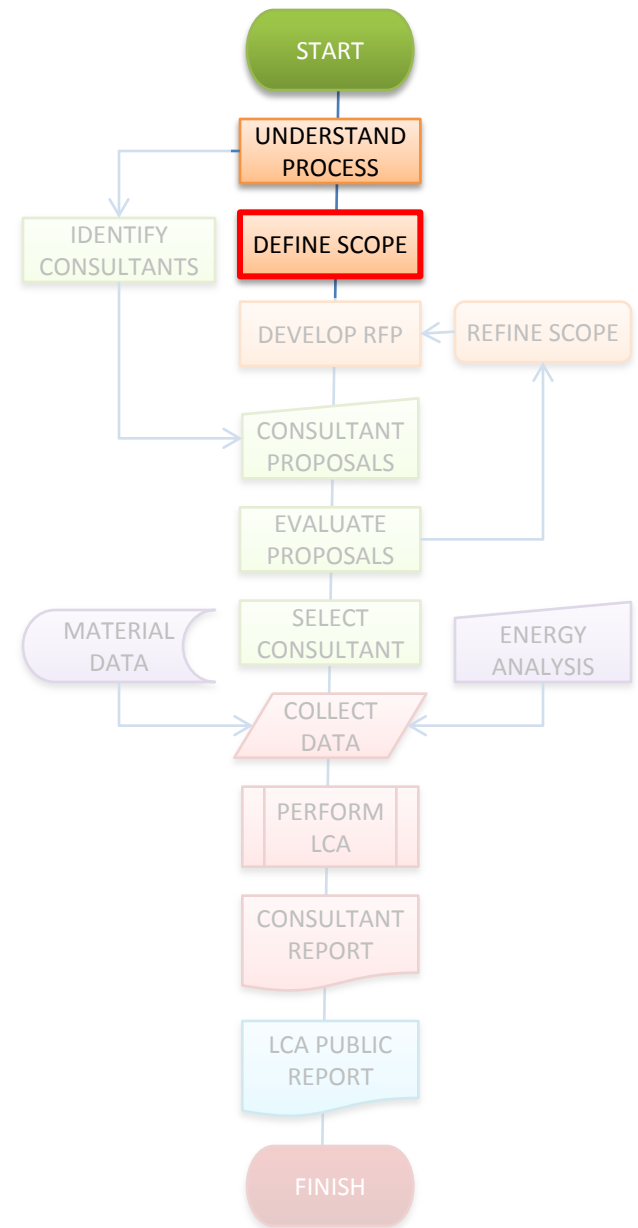 START
UNDERSTAND
PROCESS
IDENTIFY
CONSULTANTS
DEFINE SCOPE
DEVELOP RFP
REFINE SCOPE
CONSULTANT
PROPOSALS
EVALUATE
PROPOSALS
MATERIAL
DATA
SELECT
CONSULTANT
ENERGY
ANALYSIS
COLLECT
DATA
PERFORM
LCA
CONSULTANT
REPORT
LCA PUBLIC
REPORT
FINISH